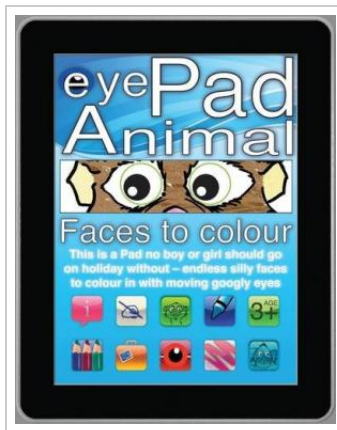 eyePad
Animal
Faces to colour
This is a Pad no boy or girl should go
on holiday without – endless silly faces
to colour in with moving googly eyes
i
AGE
3+